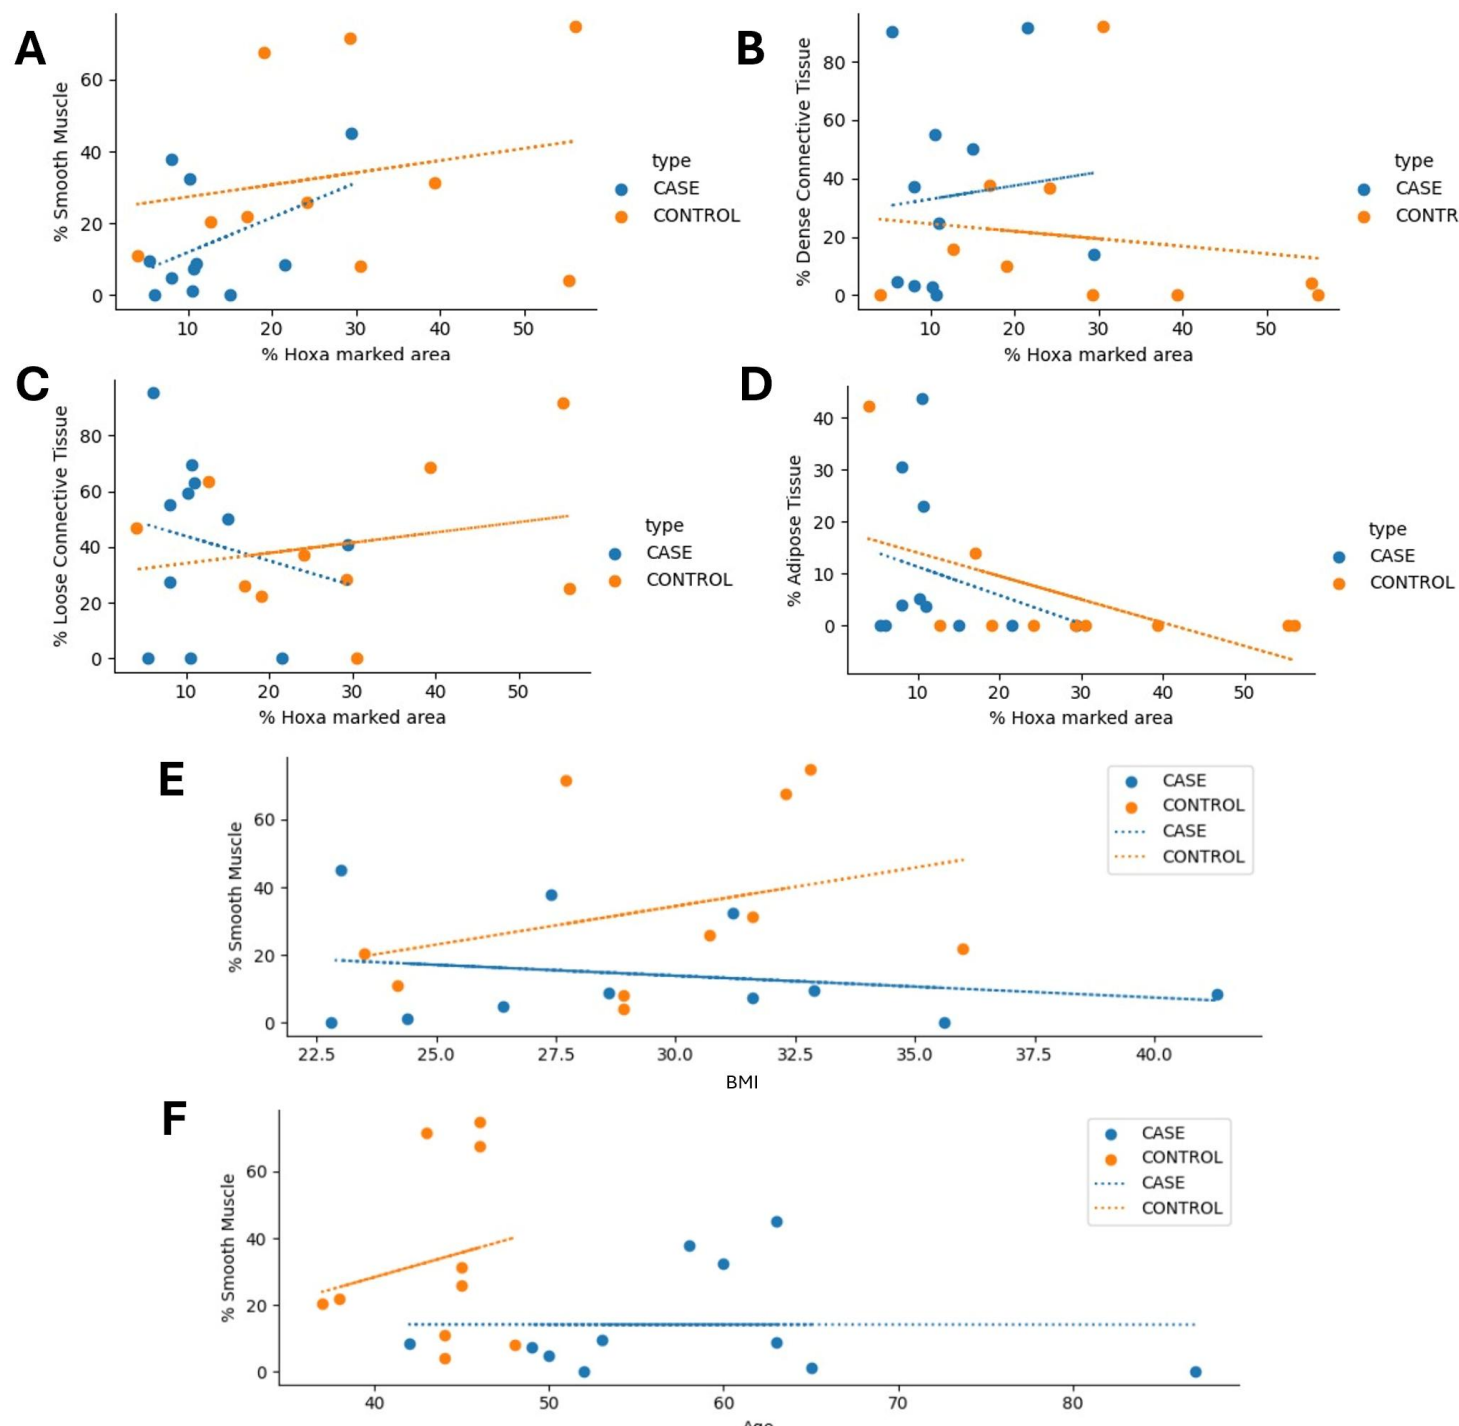 A
% Smooth Muscle
60
40
20
0
10 20 30 40 50
% Hoxa marked area
type
CASE
CONTROL
B
% Dense Connective Tissue
80
60
40
20
0
10 20 30 40 50
% Hoxa marked area
type
CASE
CONTR
C
% Loose Connective Tissue
80
60
40
20
0
10 20 30 40 50
% Hoxa marked area
type
CASE
CONTROL
D
% Adipose Tissue
40
30
20
10
0
10 20 30 40 50
% Hoxa marked area
type
CASE
CONTROL
E
% Smooth Muscle
60
40
20
0
22.5 25.0 27.5 30.0 32.5 35.0 37.5 40.0
BMI
CASE
CONTROL
CASE
CONTROL
F
% Smooth Muscle
60
40
20
0
40 50 60 70 80
Age
CASE
CONTROL
CASE
CONTROL